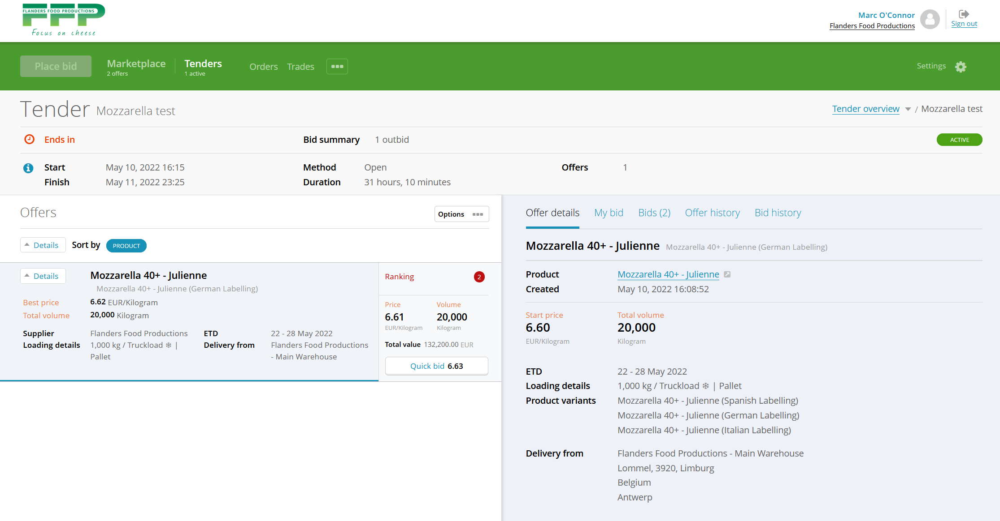 FLANDERS FOOD PRODUCTIONS
FFP
Focus on cheese
Marc O'Connor
Flanders Food Productions
Sign out
Place bid
Marketplace
2 offers
Tenders
1 active
Orders
Trades
Settings
Tender Mozzarella test
Tender overview / Mozzarella test
Ends in
Bid summary 1 outbid
ACTIVE
Start May 10, 2022 16:15
Method Open
Offers 1
Finish May 11, 2022 23:25
Duration 31 hours, 10 minutes
Offers
Options
Details Sort by PRODUCT
Details
Mozzarella 40+ - Julienne
Mozzarella 40+ - Julienne (German Labelling)
Best price 6.62 EUR/Kilogram
Total volume 20,000 Kilogram
Supplier Flanders Food Productions
ETD 22 - 28 May 2022
Loading details 1,000 kg / Truckload ❄ |
Pallet
Delivery from Flanders Food Productions
- Main Warehouse
Ranking 2
Price Volume
6.61 20,000
EUR/Kilogram Kilogram
Total value 132,200.00 EUR
Quick bid 6.63
Offer details My bid Bids (2) Offer history Bid history
Mozzarella 40+ - Julienne Mozzarella 40+ - Julienne (German Labelling)
Product Mozzarella 40+ - Julienne
Created May 10, 2022 16:08:52
Start price Total volume
6.60 20,000
EUR/Kilogram Kilogram
ETD 22 - 28 May 2022
Loading details 1,000 kg / Truckload ❄ | Pallet
Product variants Mozzarella 40+ - Julienne (Spanish Labelling)
Mozzarella 40+ - Julienne (German Labelling)
Mozzarella 40+ - Julienne (Italian Labelling)
Delivery from Flanders Food Productions - Main Warehouse
Lommel, 3920, Limburg
Belgium
Antwerp